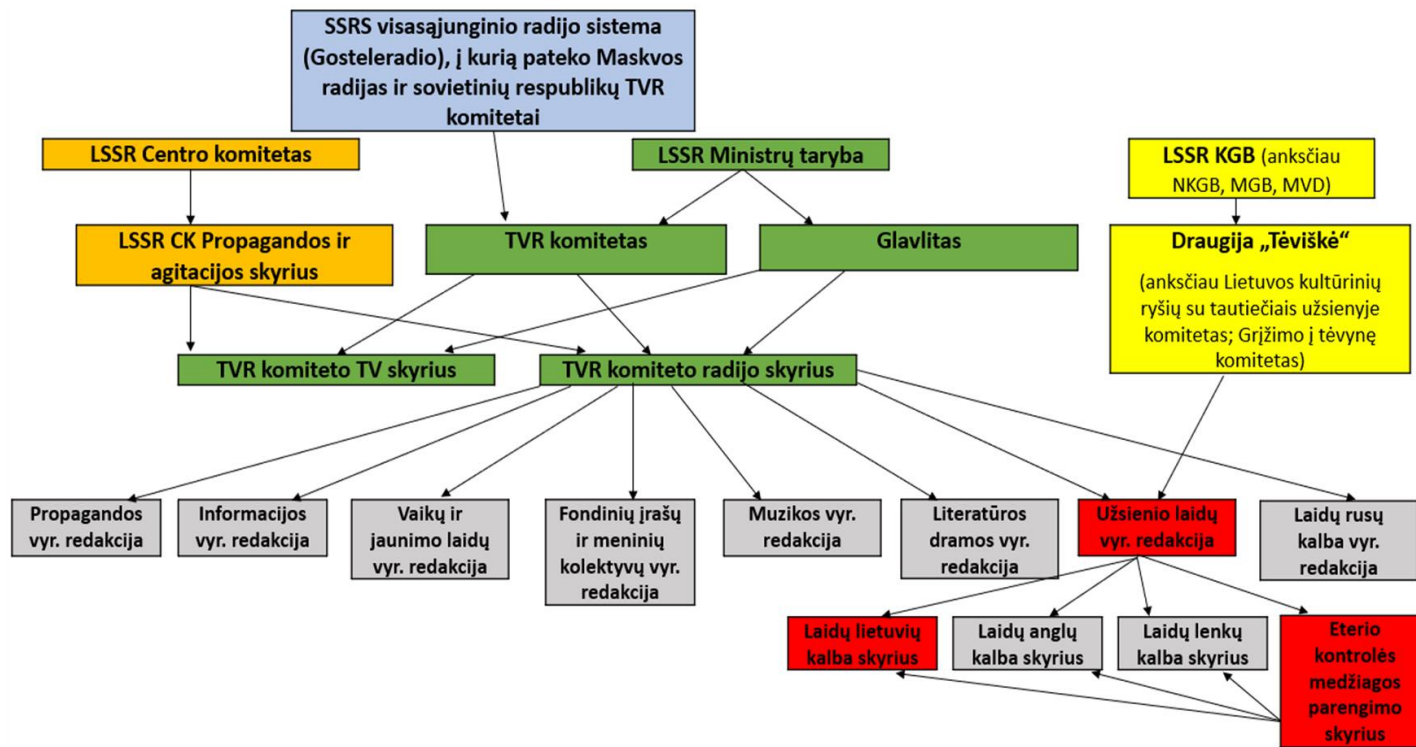 SSRS visasąjunginio radijo sistema
(Gosteleradio), į kurią pateko Maskvos
radijas ir sovietinių respublikų TVR
komitetai
LSSR Centro komitetas
LSSR Ministrų taryba
LSSR KGB (anksčiau
NKGB, MGB, MVD)
LSSR CK Propagandos ir
agitacijos skyrius
TVR komitetas
Glavlitas
Draugija „Tėviškė“
(anksčiau Lietuvos kultūrinių
ryšių su tautiečiais užsienyje
komitetas; Grįžimo į tėvynę
komitetas)
TVR komiteto TV skyrius
TVR komiteto radijo skyrius
Propagandos
vyr. redakcija
Informacijos
vyr. redakcija
Vaikų ir
jaunimo laidų
vyr. redakcija
Fondinių įrašų
ir meninių
kolektyvų vyr.
redakcija
Muzikos vyr.
redakcija
Literatūros
dramos vyr.
redakcija
Užsienio laidų
vyr. redakcija
Laidų rusų
kalba vyr.
redakcija
Laidų lietuvių
kalba skyrius
Laidų anglų
kalba skyrius
Laidų lenkų
kalba skyrius
Eterio
kontrolės
medžiagos
parengimo
skyrius